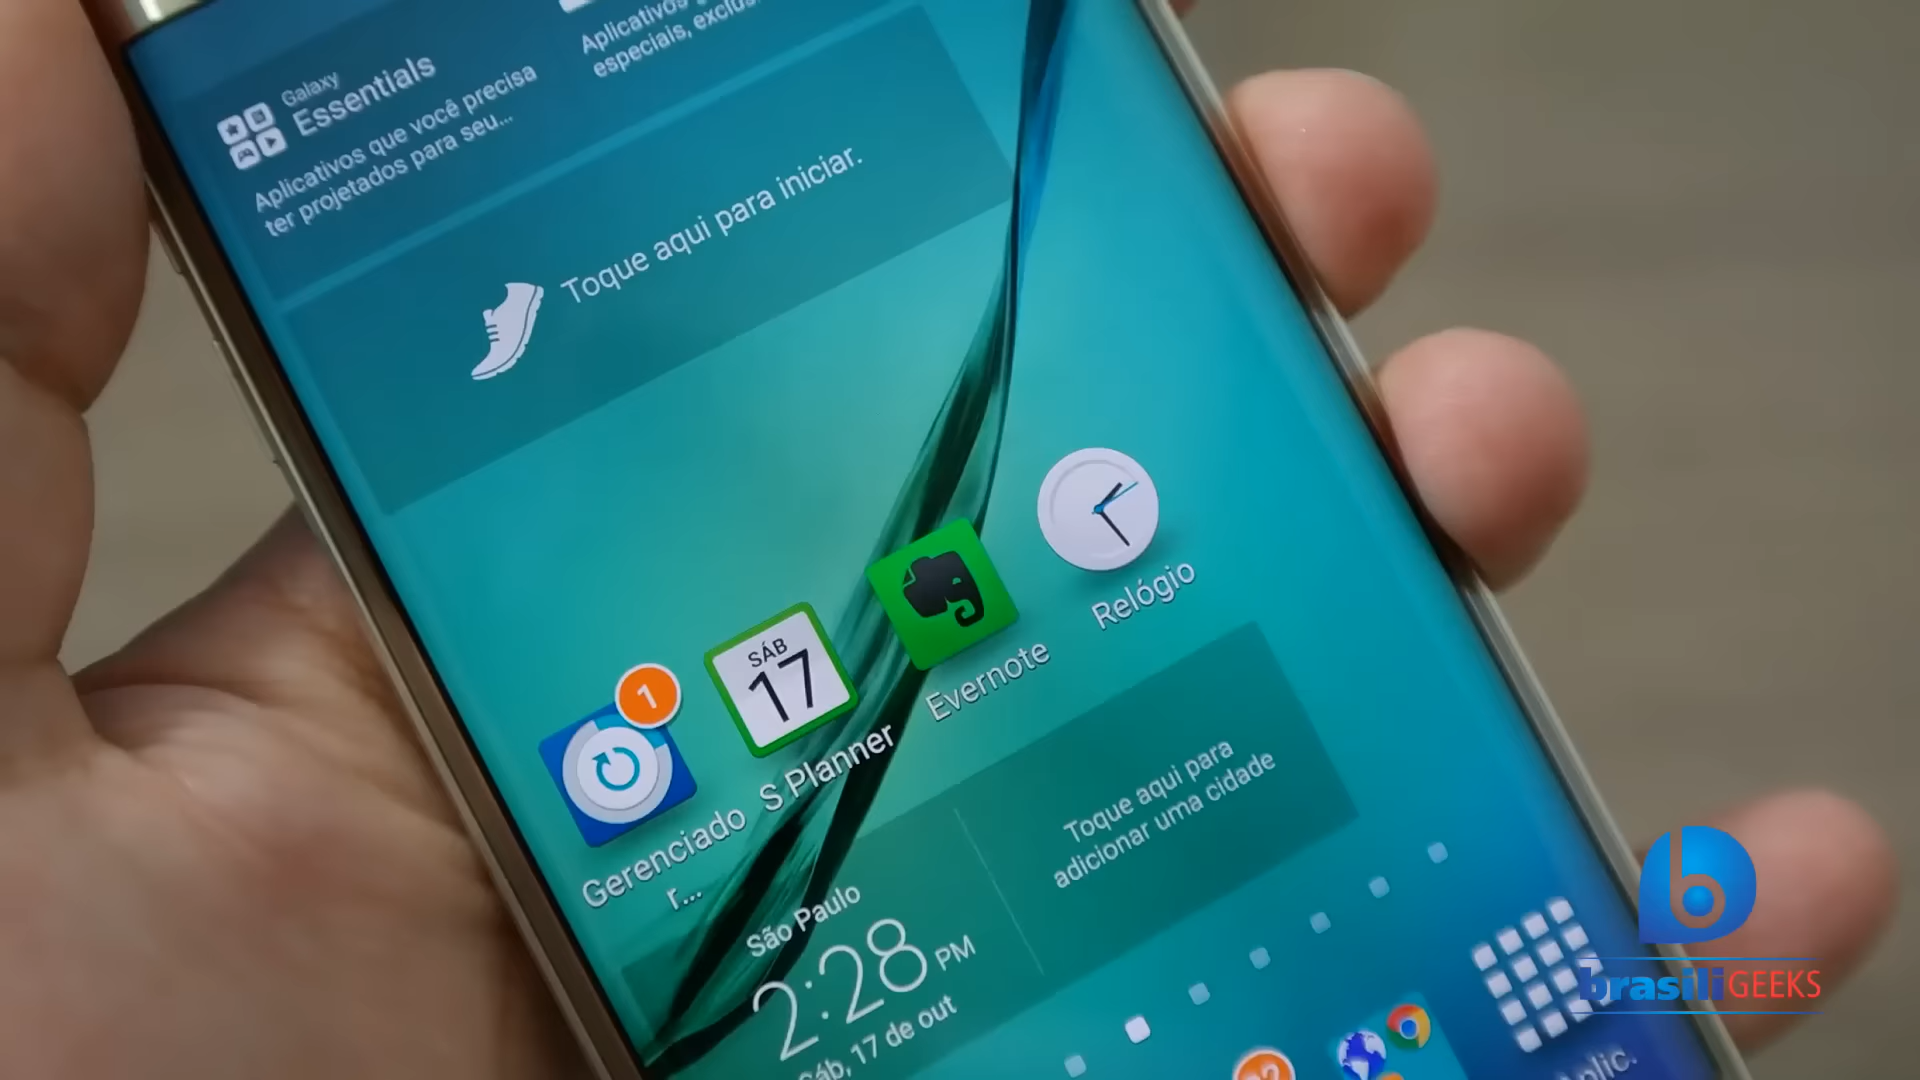 Galaxy
Essentials
Aplicativos que você precisa
ter projetados para seu...
Aplicativos
especiais,
Toque aqui para iniciar.
Relógio
Evernote
SÁB
17
S Planner
1
Gerenciado
r...
Toque aqui para
adicionar uma cidade
São Paulo
2:28 PM
Sáb, 17 de out
b
brasiliGEEKS